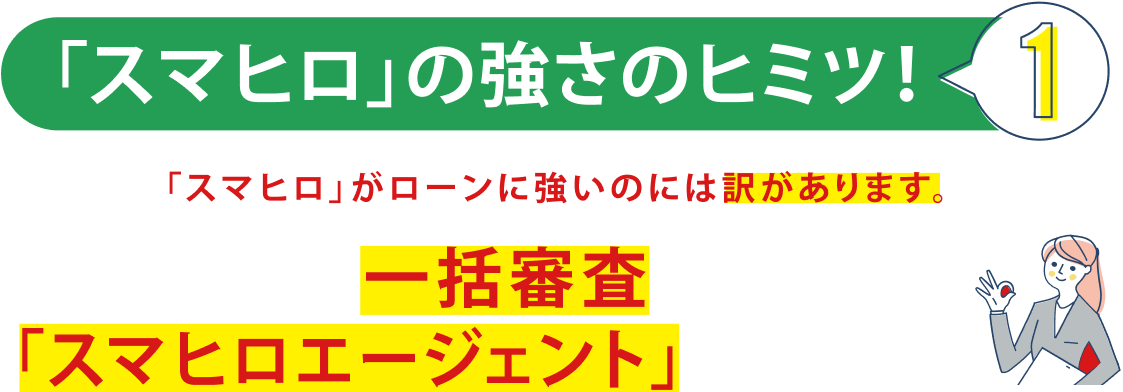 「スマヒロ」の強さのヒミツ! 1
「スマヒロ」がローンに強いのには訳があります。
一括審査
「スマヒロエージェント」